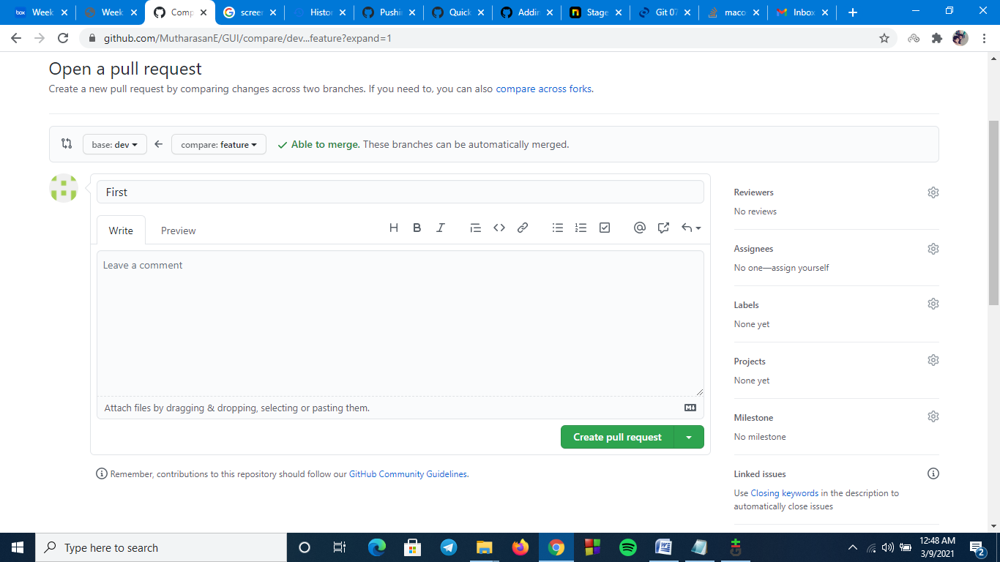 Week
Week
Comp
screen
Histor
Pushi
Quick
Addin
Stage
Git 07
maco
Inbox
github.com/MutharasanE/GUI/compare/dev...feature?expand=1
Open a pull request
Create a new pull request by comparing changes across two branches. If you need to, you can also compare across forks.
base: dev
compare: feature
Able to merge. These branches can be automatically merged.
First
Write
Preview
Leave a comment
Attach files by dragging & dropping, selecting or pasting them.
Create pull request
Remember, contributions to this repository should follow our GitHub Community Guidelines.
Reviewers
No reviews
Assignees
No one—assign yourself
Labels
None yet
Projects
None yet
Milestone
No milestone
Linked issues
Use Closing keywords in the description to
automatically close issues
Type here to search
12:48 AM
3/9/2021
2